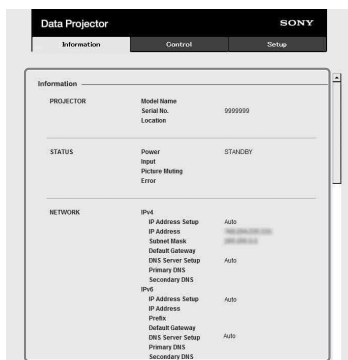 Data Projector SONY
Information Control Setup
Information
PROJECTOR Model Name
Serial No. 9999999
Location
STATUS Power STANDBY
Input
Picture Muting
Error
NETWORK IPv4
IP Address Setup Auto
IP Address
Subnet Mask
Default Gateway
DNS Server Setup Auto
Primary DNS
Secondary DNS
IPv6
IP Address Setup Auto
IP Address
Prefix
Default Gateway
DNS Server Setup Auto
Primary DNS
Secondary DNS